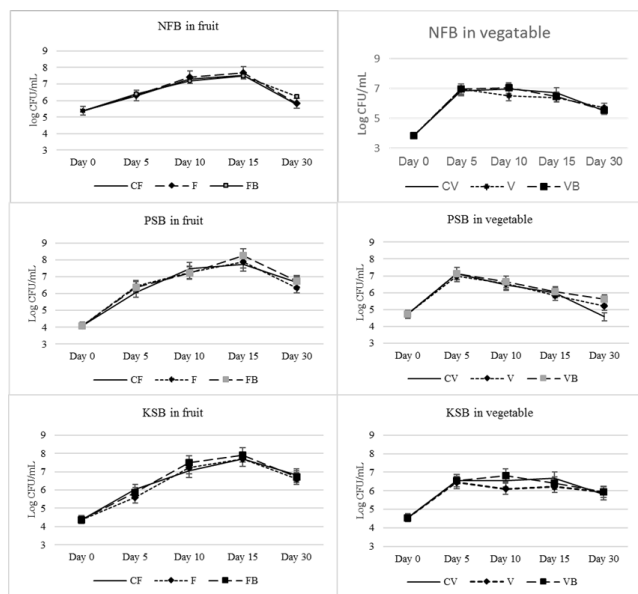 NFB in fruit
log CFU/mL
9
8
7
6
5
4
3
Day 0 Day 5 Day 10 Day 15 Day 30
CF F FB
NFB in vegatable
Log CFU/mL
9
7
5
3
Day 0 Day 5 Day 10 Day 15 Day 30
CV V VB
PSB in fruit
Log CFU/mL
9
8
7
6
5
4
3
Day 0 Day 5 Day 10 Day 15 Day 30
CF F FB
PSB in vegetable
Log CFU/mL
9
8
7
6
5
4
3
Day 0 Day 5 Day 10 Day 15 Day 30
CV V VB
KSB in fruit
Log CFU/mL
9
8
7
6
5
4
3
Day 0 Day 5 Day 10 Day 15 Day 30
CF F FB
KSB in vegetable
Log CFU/mL
9
8
7
6
5
4
3
Day 0 Day 5 Day 10 Day 15 Day 30
CV V VB